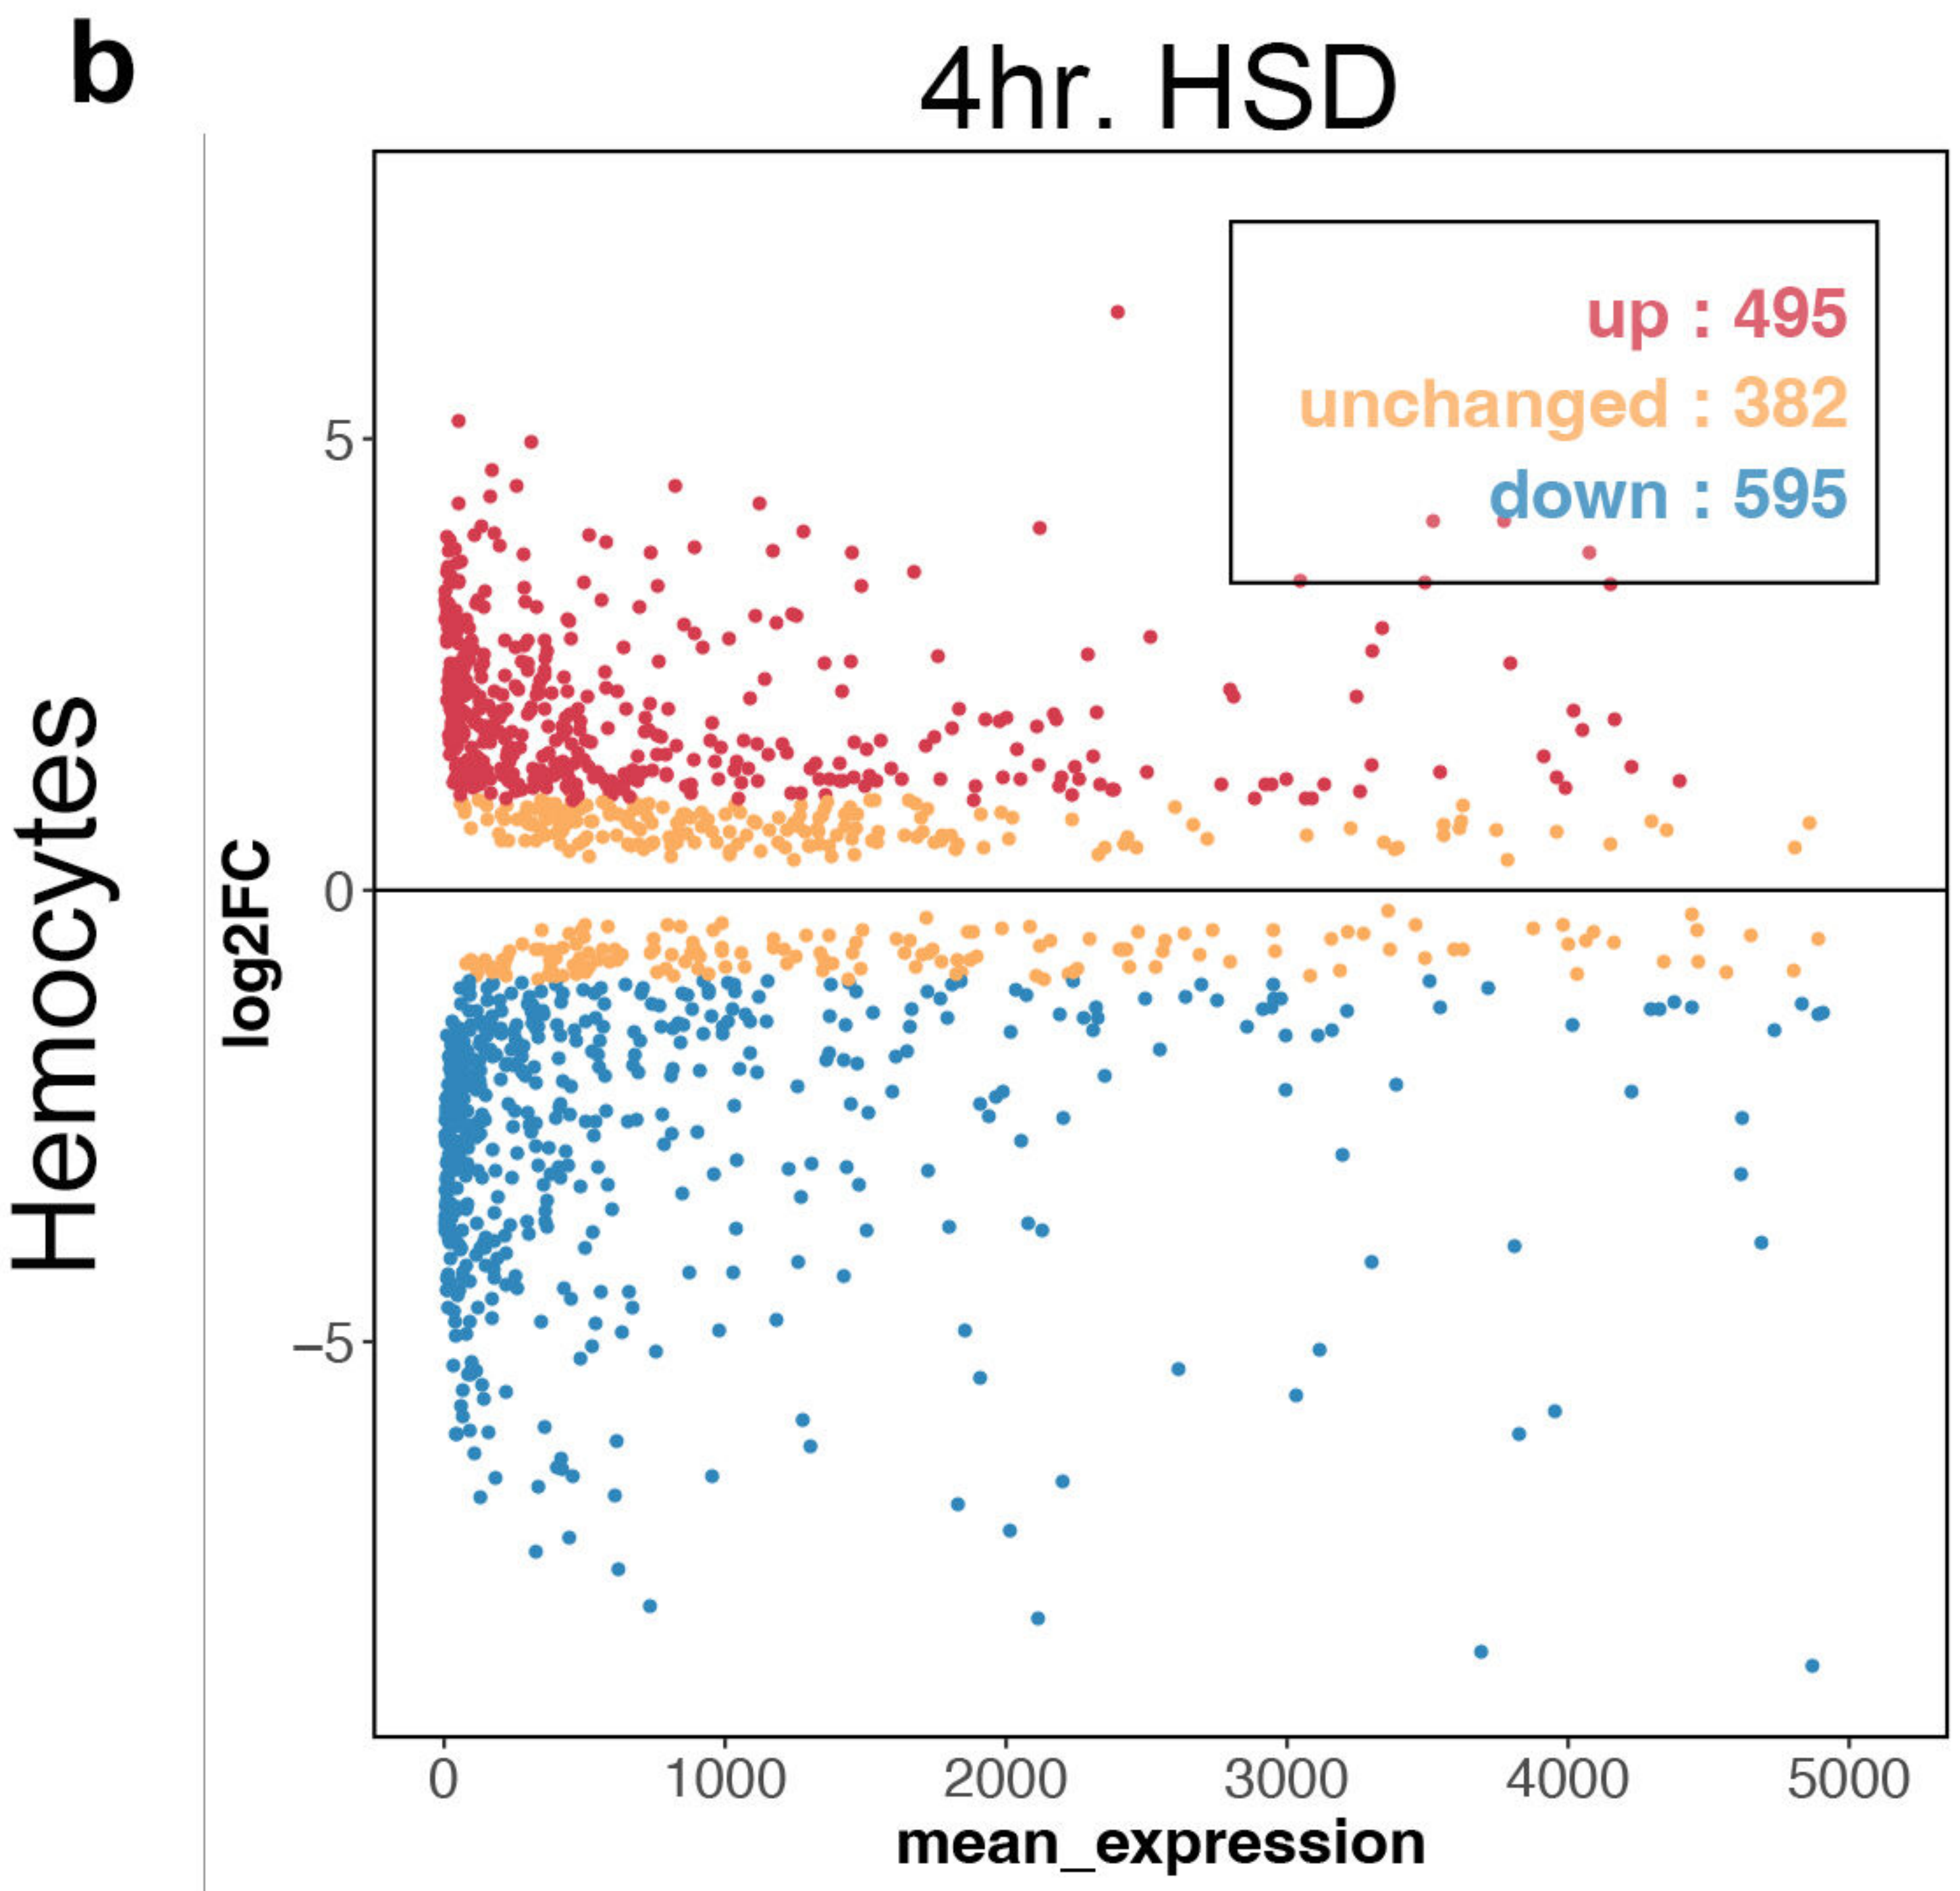 b
4hr. HSD
Hemocytes
log2FC
up : 495
unchanged : 382
down : 595
5
0
−5
0 1000 2000 3000 4000 5000
mean_expression